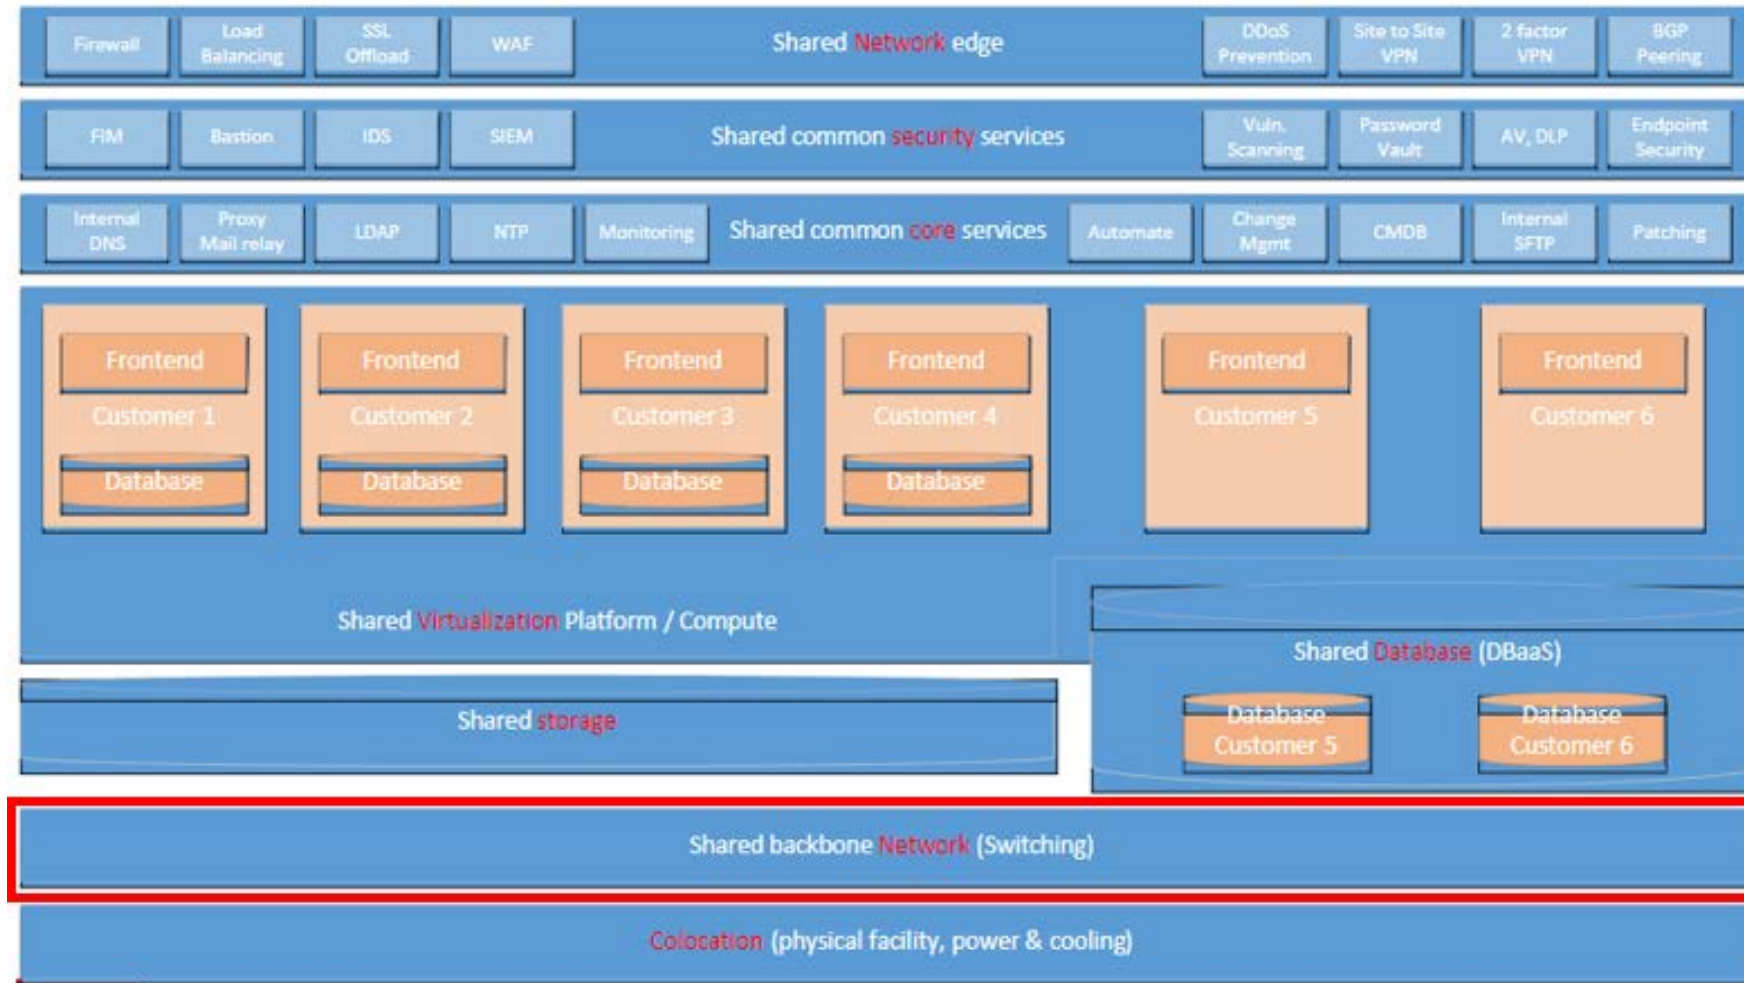 Firewall
Load
Balancing
SSL
Offload
WAF
Shared Network edge
DDoS
Prevention
Site to Site
VPN
2 factor
VPN
BGP
Peering
FIM
Bastion
IDS
SIEM
Shared common security services
Vuln.
Scanning
Password
Vault
AV, DLP
Endpoint
Security
Internal
DNS
Proxy
Mail relay
LDAP
NTP
Monitoring
Shared common core services
Automate
Change
Mgmt
CMDB
Internal
SFTP
Patching
Frontend
Customer 1
Database
Frontend
Customer 2
Database
Frontend
Customer 3
Database
Frontend
Customer 4
Database
Frontend
Customer 5
Frontend
Customer 6
Shared Virtualization Platform / Compute
Shared Database (DBaaS)
Database
Customer 5
Database
Customer 6
Shared storage
Shared backbone Network (Switching)
Colocation (physical facility, power & cooling)